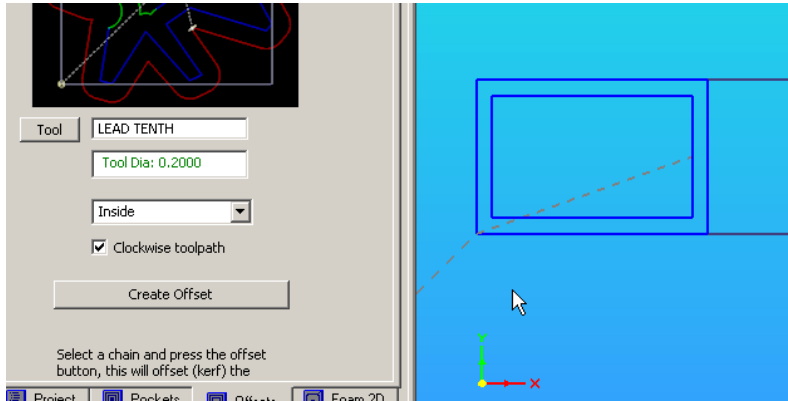 Tool
LEAD TENTH
Tool Dia: 0.2000
Inside
Clockwise toolpath
Create Offset
Select a chain and press the offset
button, this will offset (kerf) the
Project Pockets Offsets Foam 2D
Y
X